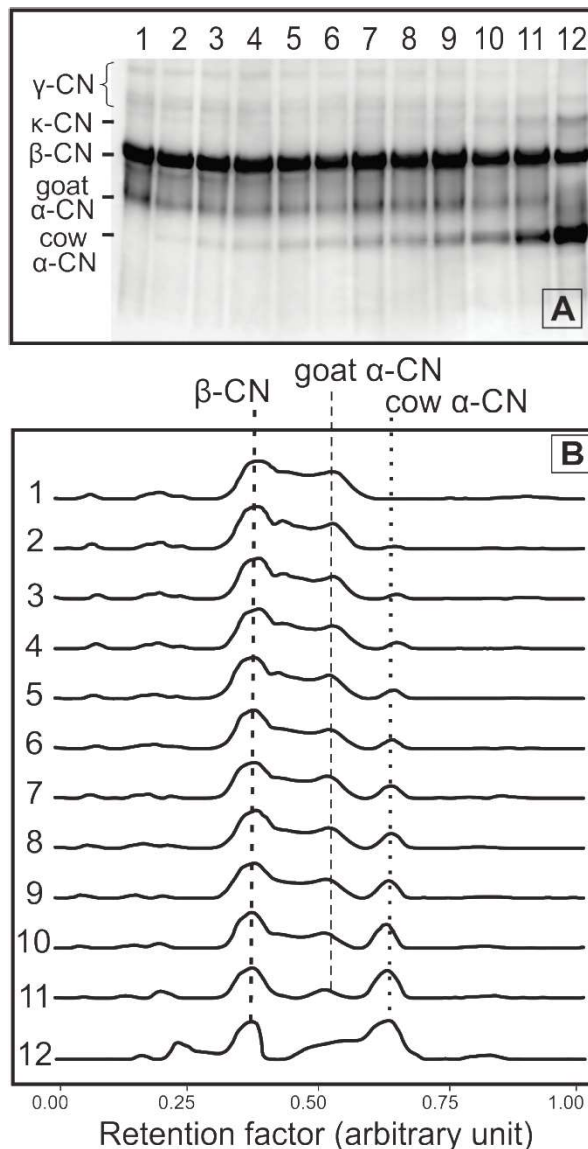 1 2 3 4 5 6 7 8 9 10 11 12
γ-CN
κ-CN
β-CN
goat
α-CN
cow
α-CN
A
goat α-CN
β-CN
cow α-CN
B
1
2
3
4
5
6
7
8
9
10
11
12
0.00 0.25 0.50 0.75 1.00
Retention factor (arbitrary unit)